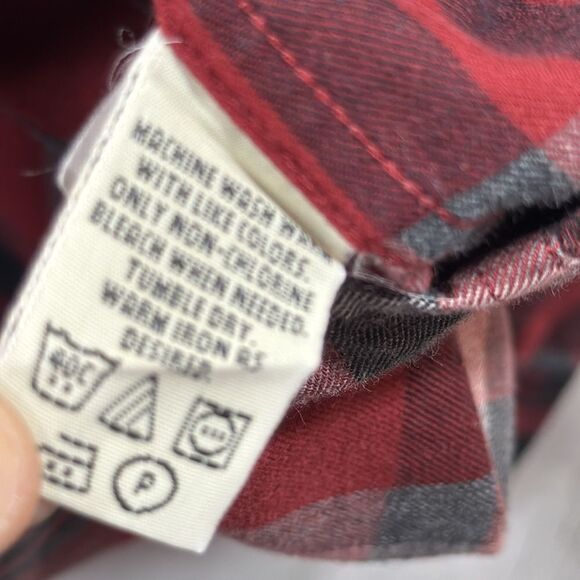 MACHINE WASH
WITH LIKE COLORS.
ONLY NON-CHLORINE
BLEACH WHEN NEEDED.
TUMBLE DRY.
WARM IRON AS
DESIRED.
40C
P